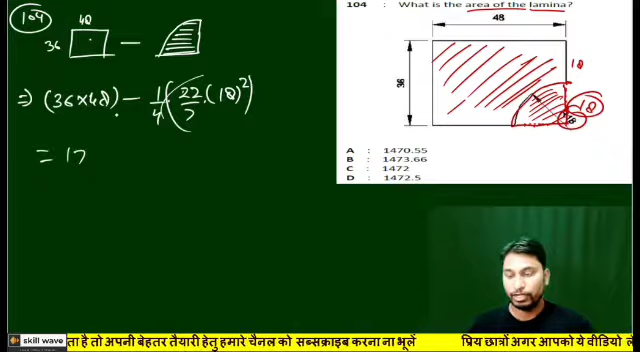 104
48
36
⇒ (36×48) - 1/4 (22/7 · (18)²)
= 17
104 : What is the area of the lamina?
48
36
18
18
A : 1470.55
B : 1473.66
C : 1472
D : 1472.5
skill wave
ता है तो अपनी बेहतर तैयारी हेतु हमारे चैनल को सब्सक्राइब करना ना भूलें प्रिय छात्रों अगर आपको ये वीडियो